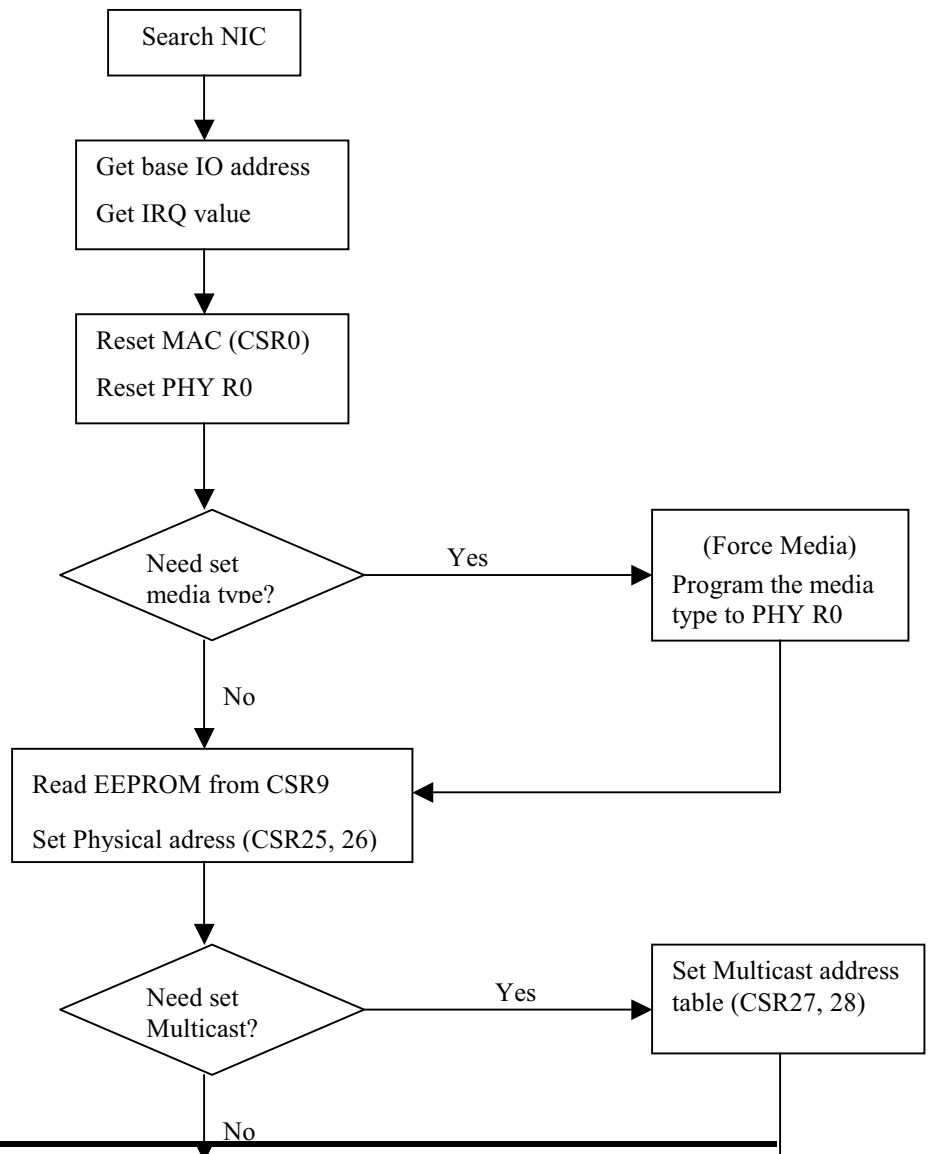 Search NIC
Get base IO address
Get IRQ value
Reset MAC (CSR0)
Reset PHY R0
Need set
media type?
Yes
(Force Media)
Program the media
type to PHY R0
No
Read EEPROM from CSR9
Set Physical adress (CSR25, 26)
Need set
Multicast?
Yes
Set Multicast address
table (CSR27, 28)
No